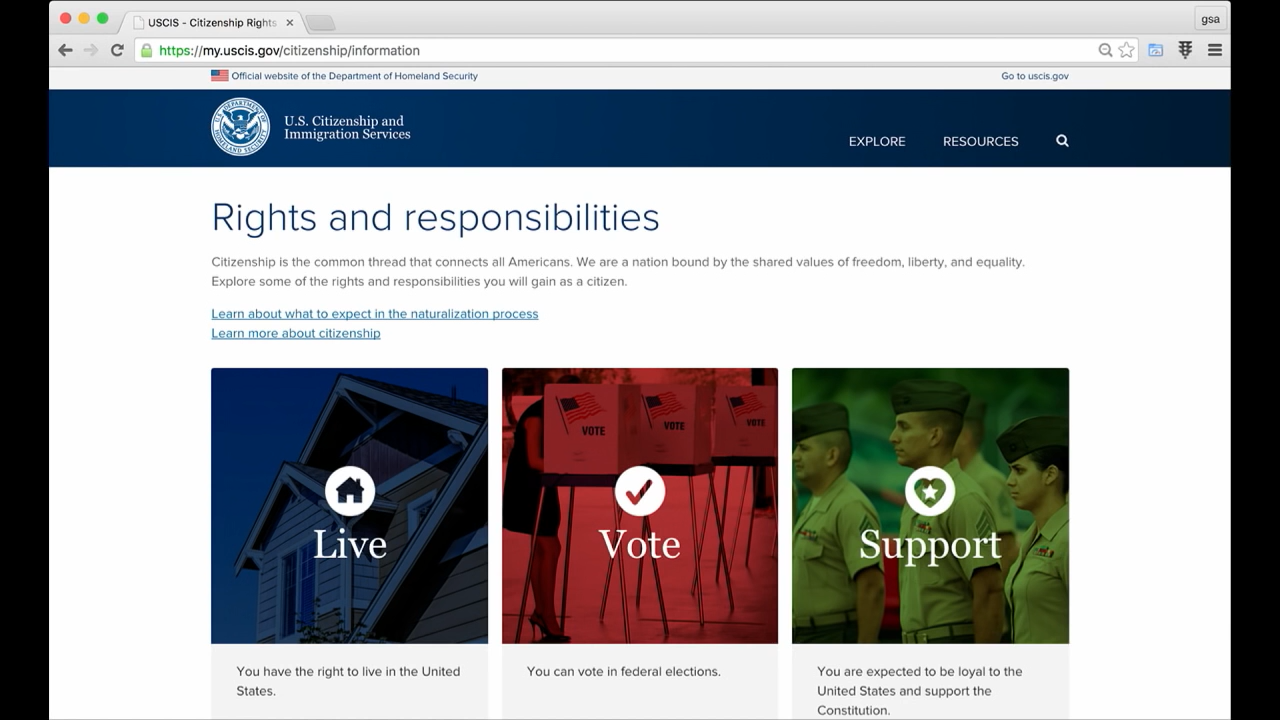 USCIS - Citizenship Rights
gsa
https://my.uscis.gov/citizenship/information
Official website of the Department of Homeland Security
Go to uscis.gov
U.S. Citizenship and
Immigration Services
EXPLORE
RESOURCES
Rights and responsibilities
Citizenship is the common thread that connects all Americans. We are a nation bound by the shared values of freedom, liberty, and equality.
Explore some of the rights and responsibilities you will gain as a citizen.
Learn about what to expect in the naturalization process
Learn more about citizenship
VOTE
VOTE
VOTE
Live
Vote
Support
You have the right to live in the United
States.
You can vote in federal elections.
You are expected to be loyal to the
United States and support the
Constitution.